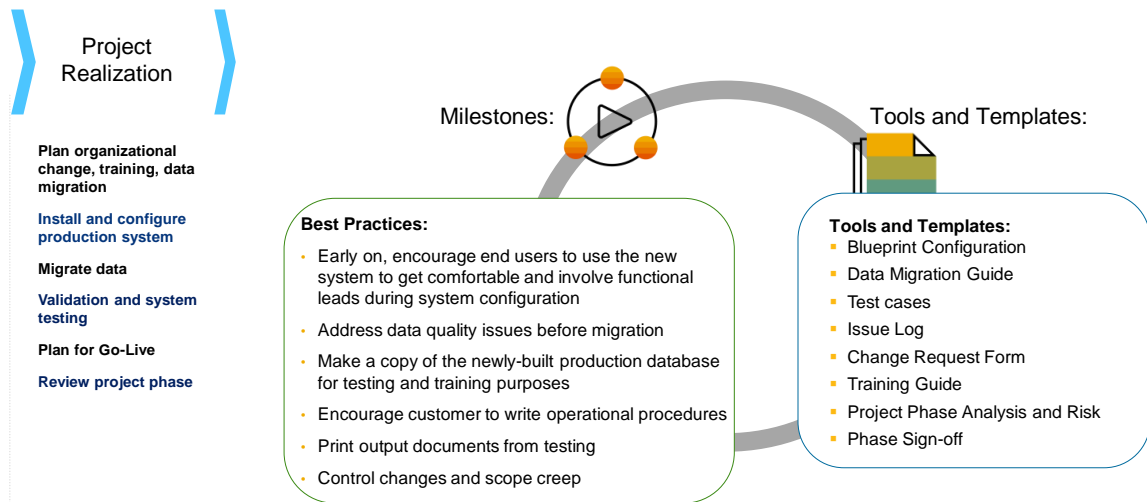 Project
Realization
Plan organizational
change, training, data
migration
Install and configure
production system
Migrate data
Validation and system
testing
Plan for Go-Live
Review project phase
Milestones:
Tools and Templates:
Best Practices:
• Early on, encourage end users to use the new
system to get comfortable and involve functional
leads during system configuration
• Address data quality issues before migration
• Make a copy of the newly-built production database
for testing and training purposes
• Encourage customer to write operational procedures
• Print output documents from testing
• Control changes and scope creep
Tools and Templates:
▪ Blueprint Configuration
▪ Data Migration Guide
▪ Test cases
▪ Issue Log
▪ Change Request Form
▪ Training Guide
▪ Project Phase Analysis and Risk
▪ Phase Sign-off